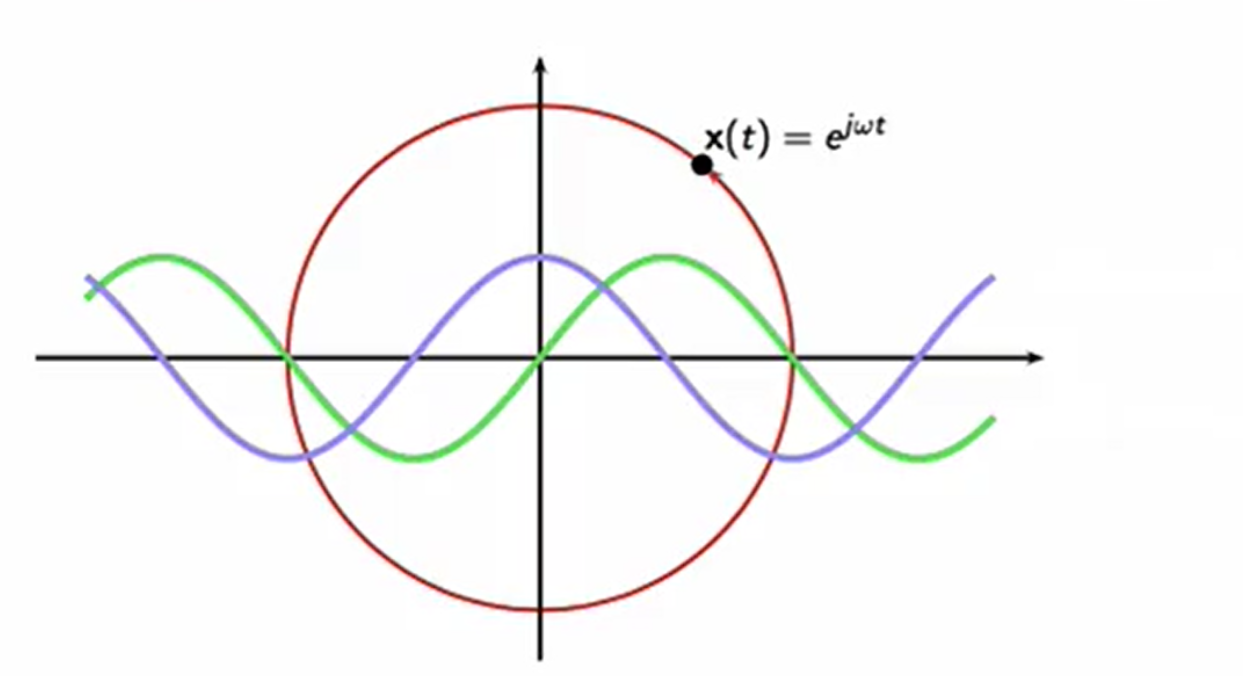 x(t) = e^{jωt}